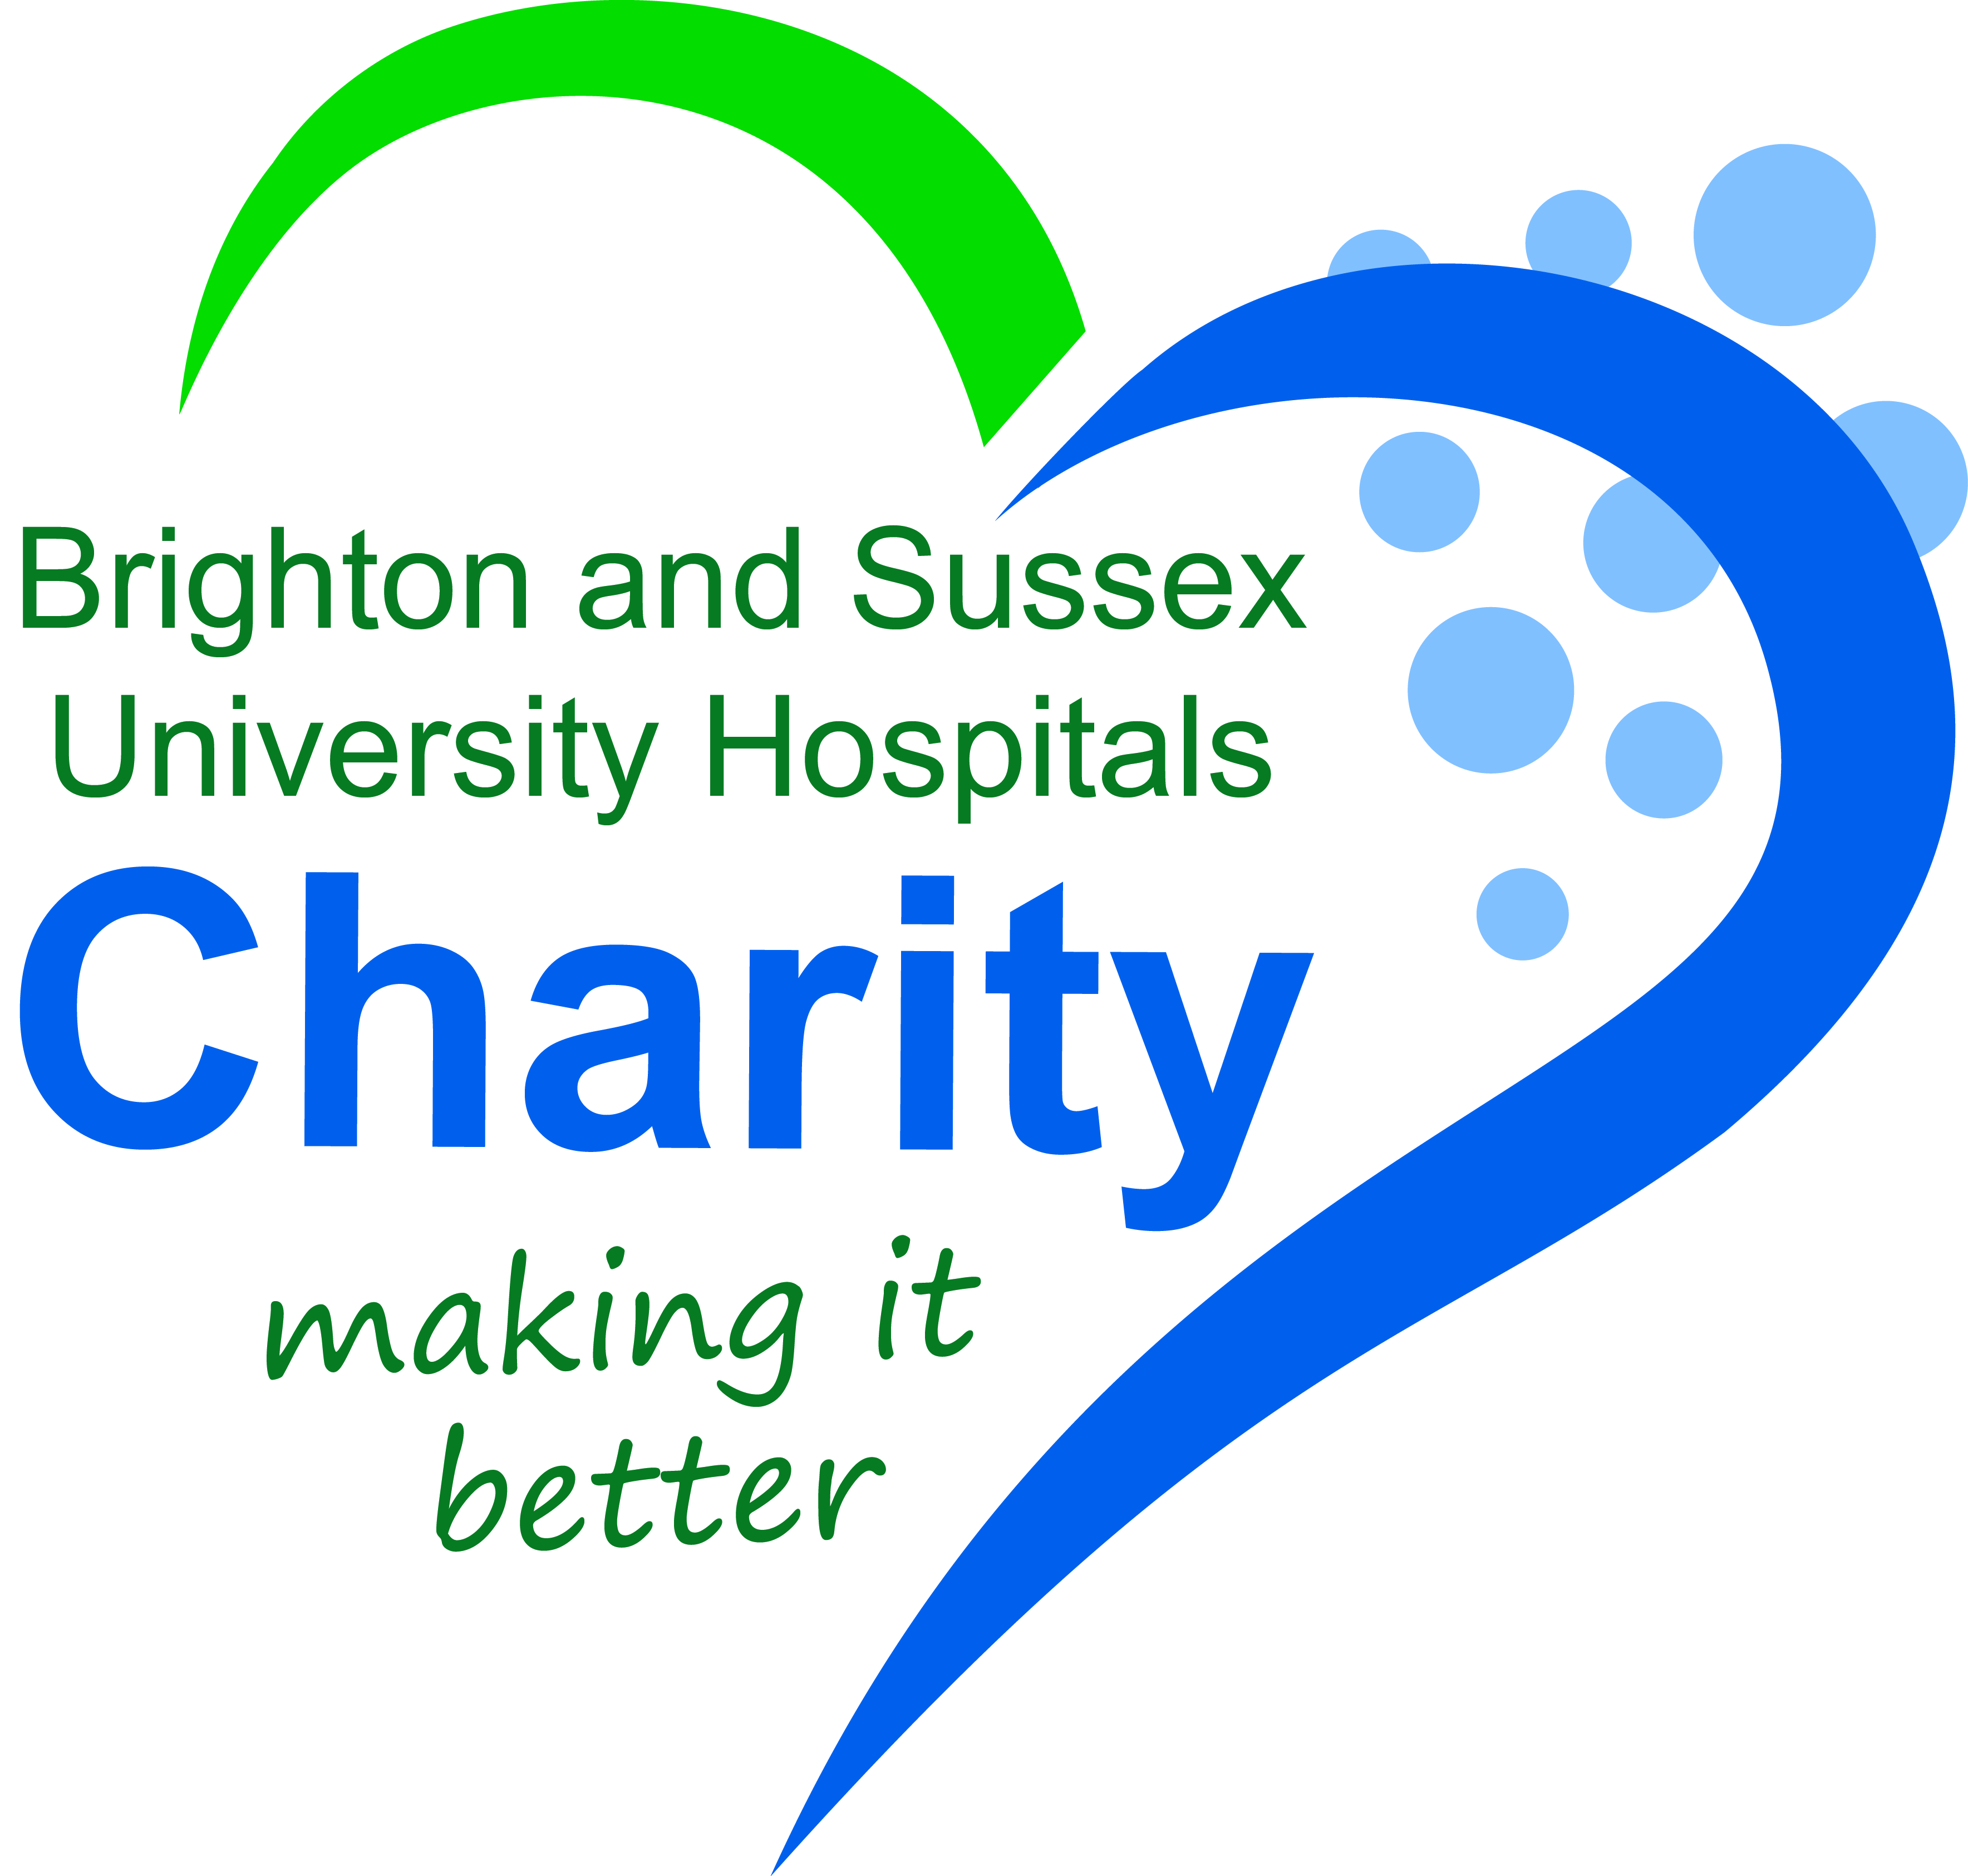 Brighton and Sussex
University Hospitals
Charity
making it
better